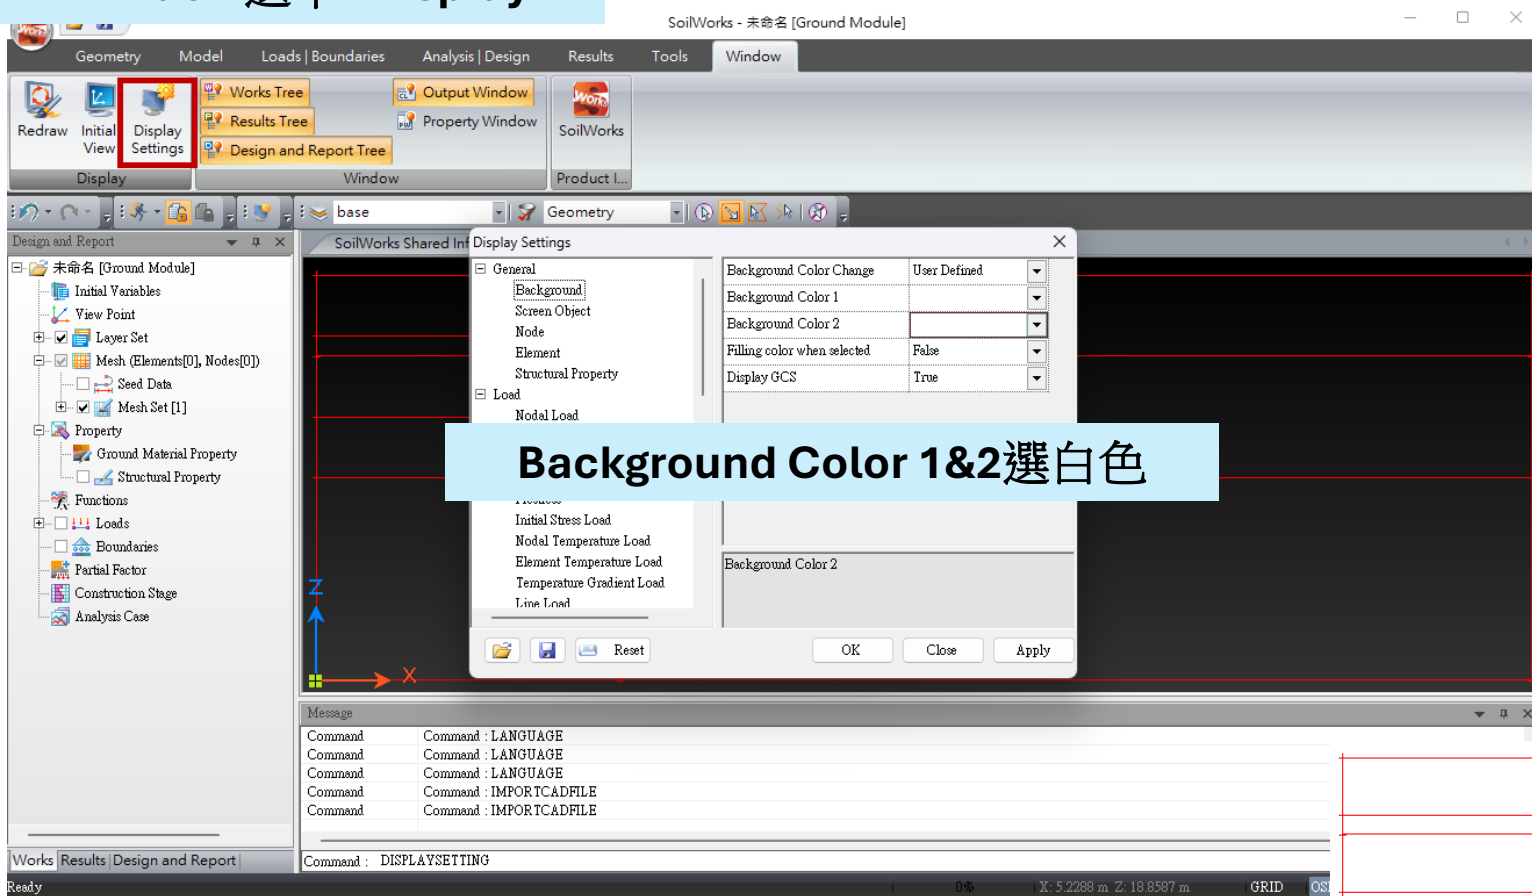 選單
SoilWorks - 未命名 [Ground Module]
Geometry Model Loads | Boundaries Analysis | Design Results Tools Window
Redraw
Initial View
Display Settings
Works Tree
Results Tree
Design and Report Tree
Output Window
Property Window
SoilWorks
Display Window Product I...
base Geometry
Design and Report
未命名 [Ground Module]
Initial Variables
View Point
Layer Set
Mesh (Elements[0], Nodes[0])
Seed Data
Mesh Set [1]
Property
Ground Material Property
Structural Property
Functions
Loads
Boundaries
Partial Factor
Construction Stage
Analysis Case
Works Results Design and Report
SoilWorks Shared Inf
Z
X
Display Settings
General
Background
Screen Object
Node
Element
Structural Property
Load
Nodal Load
Initial Stress Load
Nodal Temperature Load
Element Temperature Load
Temperature Gradient Load
Line Load
Background Color Change User Defined
Background Color 1
Background Color 2
Filling color when selected False
Display GCS True
Background Color 2
Reset OK Close Apply
Background Color 1&2選白色
Message
Command Command : LANGUAGE
Command Command : LANGUAGE
Command Command : LANGUAGE
Command Command : IMPORTCADFILE
Command Command : IMPORTCADFILE
Command : DISPLAYSETTING
Ready 0% X: 5.2288 m Z: 18.8587 m GRID